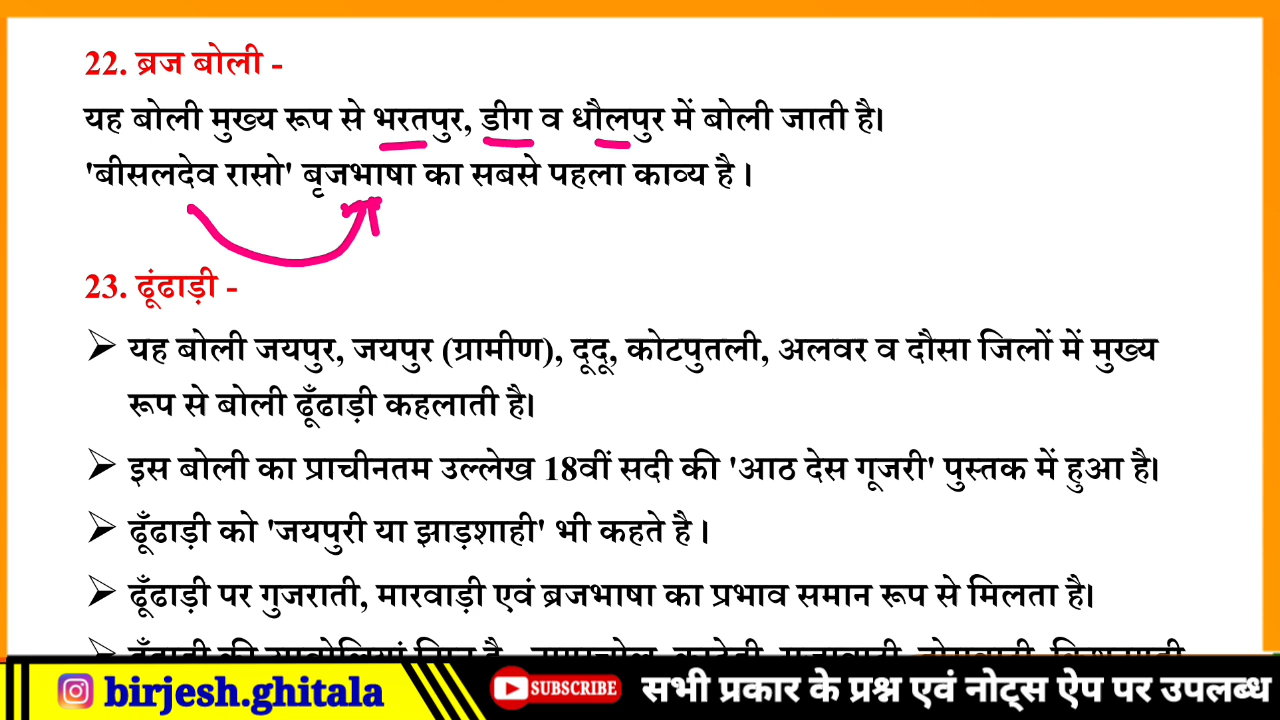 22. ब्रज बोली -
यह बोली मुख्य रूप से भरतपुर, डीग व धौलपुर में बोली जाती है।
'बीसलदेव रासो' बृजभाषा का सबसे पहला काव्य है।
23. ढूंढाड़ी -
यह बोली जयपुर, जयपुर (ग्रामीण), दूदू, कोटपुतली, अलवर व दौसा जिलों में मुख्य
रूप से बोली ढूँढाड़ी कहलाती है।
इस बोली का प्राचीनतम उल्लेख 18वीं सदी की 'आठ देस गूजरी' पुस्तक में हुआ है।
ढूँढाड़ी को 'जयपुरी या झाड़शाही' भी कहते है।
ढूँढाड़ी पर गुजराती, मारवाड़ी एवं ब्रजभाषा का प्रभाव समान रूप से मिलता है।
birjesh.ghitala SUBSCRIBE सभी प्रकार के प्रश्न एवं नोट्स ऐप पर उपलब्ध